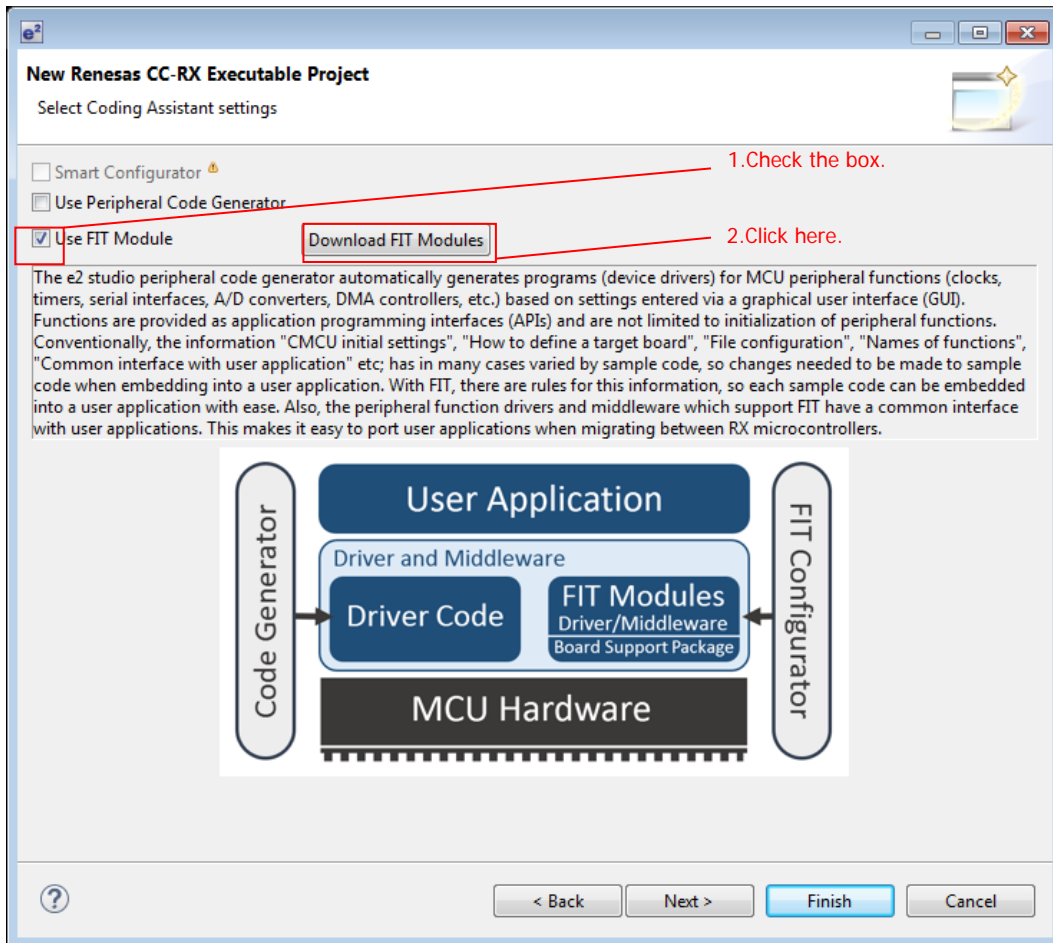 e²
New Renesas CC-RX Executable Project
Select Coding Assistant settings
Smart Configurator
1.Check the box.
Use Peripheral Code Generator
Use FIT Module
Download FIT Modules
2.Click here.
The e2 studio peripheral code generator automatically generates programs (device drivers) for MCU peripheral functions (clocks,
timers, serial interfaces, A/D converters, DMA controllers, etc.) based on settings entered via a graphical user interface (GUI).
Functions are provided as application programming interfaces (APIs) and are not limited to initialization of peripheral functions.
Conventionally, the information "CMCU initial settings", "How to define a target board", "File configuration", "Names of functions",
"Common interface with user application" etc; has in many cases varied by sample code, so changes needed to be made to sample
code when embedding into a user application. With FIT, there are rules for this information, so each sample code can be embedded
into a user application with ease. Also, the peripheral function drivers and middleware which support FIT have a common interface
with user applications. This makes it easy to port user applications when migrating between RX microcontrollers.
Code Generator
User Application
Driver and Middleware
Driver Code
FIT Modules
Driver/Middleware
Board Support Package
MCU Hardware
FIT Configurator
?
< Back
Next >
Finish
Cancel